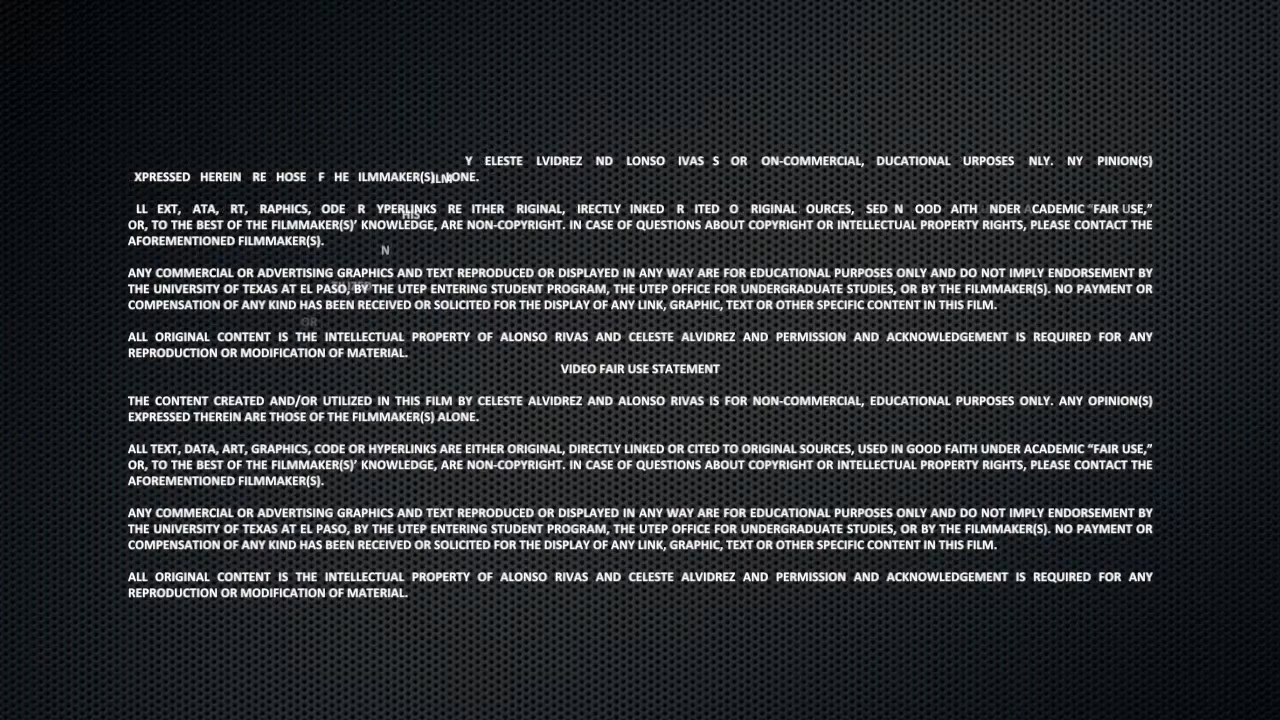 Y ELESTE LVIDREZ ND LONSO IVAS S OR ON-COMMERCIAL, DUCATIONAL URPOSES NLY. NY PINION(S)
XPRESSED HEREIN RE HOSE F HE ILMMAKER(S) LONE.
LL EXT, ATA, RT, RAPHICS, ODE R YPERLINKS RE ITHER RIGINAL, IRECTLY INKED R ITED O RIGINAL OURCES, SED N OOD AITH NDER CADEMIC “FAIR USE,”
HIS
OR, TO THE BEST OF THE FILMMAKER(S)’ KNOWLEDGE, ARE NON-COPYRIGHT. IN CASE OF QUESTIONS ABOUT COPYRIGHT OR INTELLECTUAL PROPERTY RIGHTS, PLEASE CONTACT THE
AFOREMENTIONED FILMMAKER(S).
N
ANY COMMERCIAL OR ADVERTISING GRAPHICS AND TEXT REPRODUCED OR DISPLAYED IN ANY WAY ARE FOR EDUCATIONAL PURPOSES ONLY AND DO NOT IMPLY ENDORSEMENT BY
THE UNIVERSITY OF TEXAS AT EL PASO, BY THE UTEP ENTERING STUDENT PROGRAM, THE UTEP OFFICE FOR UNDERGRADUATE STUDIES, OR BY THE FILMMAKER(S). NO PAYMENT OR
COMPENSATION OF ANY KIND HAS BEEN RECEIVED OR SOLICITED FOR THE DISPLAY OF ANY LINK, GRAPHIC, TEXT OR OTHER SPECIFIC CONTENT IN THIS FILM.
OR
ALL ORIGINAL CONTENT IS THE INTELLECTUAL PROPERTY OF ALONSO RIVAS AND CELESTE ALVIDREZ AND PERMISSION AND ACKNOWLEDGEMENT IS REQUIRED FOR ANY
REPRODUCTION OR MODIFICATION OF MATERIAL.
VIDEO FAIR USE STATEMENT
THE CONTENT CREATED AND/OR UTILIZED IN THIS FILM BY CELESTE ALVIDREZ AND ALONSO RIVAS IS FOR NON-COMMERCIAL, EDUCATIONAL PURPOSES ONLY. ANY OPINION(S)
EXPRESSED THEREIN ARE THOSE OF THE FILMMAKER(S) ALONE.
ALL TEXT, DATA, ART, GRAPHICS, CODE OR HYPERLINKS ARE EITHER ORIGINAL, DIRECTLY LINKED OR CITED TO ORIGINAL SOURCES, USED IN GOOD FAITH UNDER ACADEMIC “FAIR USE,”
OR, TO THE BEST OF THE FILMMAKER(S)’ KNOWLEDGE, ARE NON-COPYRIGHT. IN CASE OF QUESTIONS ABOUT COPYRIGHT OR INTELLECTUAL PROPERTY RIGHTS, PLEASE CONTACT THE
AFOREMENTIONED FILMMAKER(S).
ANY COMMERCIAL OR ADVERTISING GRAPHICS AND TEXT REPRODUCED OR DISPLAYED IN ANY WAY ARE FOR EDUCATIONAL PURPOSES ONLY AND DO NOT IMPLY ENDORSEMENT BY
THE UNIVERSITY OF TEXAS AT EL PASO, BY THE UTEP ENTERING STUDENT PROGRAM, THE UTEP OFFICE FOR UNDERGRADUATE STUDIES, OR BY THE FILMMAKER(S). NO PAYMENT OR
COMPENSATION OF ANY KIND HAS BEEN RECEIVED OR SOLICITED FOR THE DISPLAY OF ANY LINK, GRAPHIC, TEXT OR OTHER SPECIFIC CONTENT IN THIS FILM.
ALL ORIGINAL CONTENT IS THE INTELLECTUAL PROPERTY OF ALONSO RIVAS AND CELESTE ALVIDREZ AND PERMISSION AND ACKNOWLEDGEMENT IS REQUIRED FOR ANY
REPRODUCTION OR MODIFICATION OF MATERIAL.